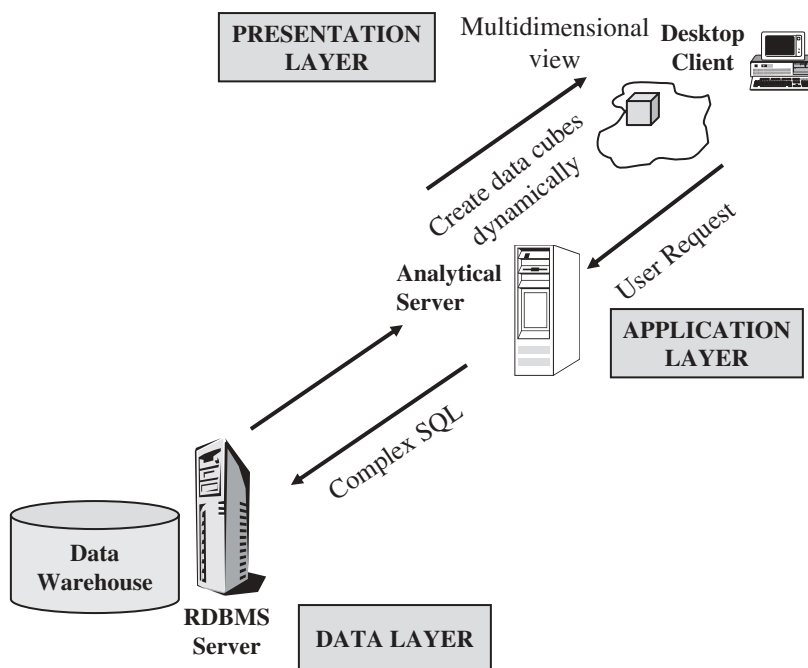 PRESENTATION
LAYER
Multidimensional
view
Desktop
Client
Create data cubes
dynamically
User Request
Analytical
Server
APPLICATION
LAYER
Complex SQL
Data
Warehouse
RDBMS
Server
DATA LAYER